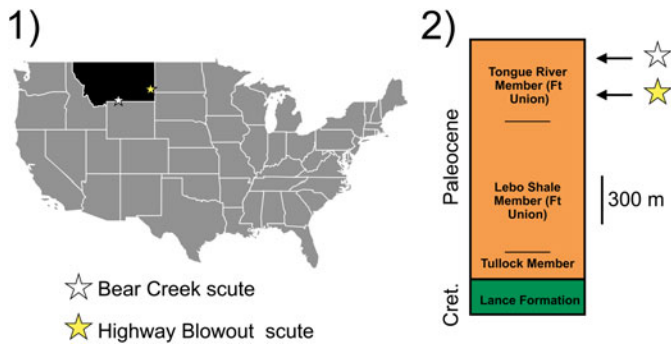 1)
Bear Creek scute
Highway Blowout scute
2)
Paleocene
Cret.
Tongue River
Member (Ft
Union)
Lebo Shale
Member (Ft
Union)
Tullock Member
Lance Formation
300 m